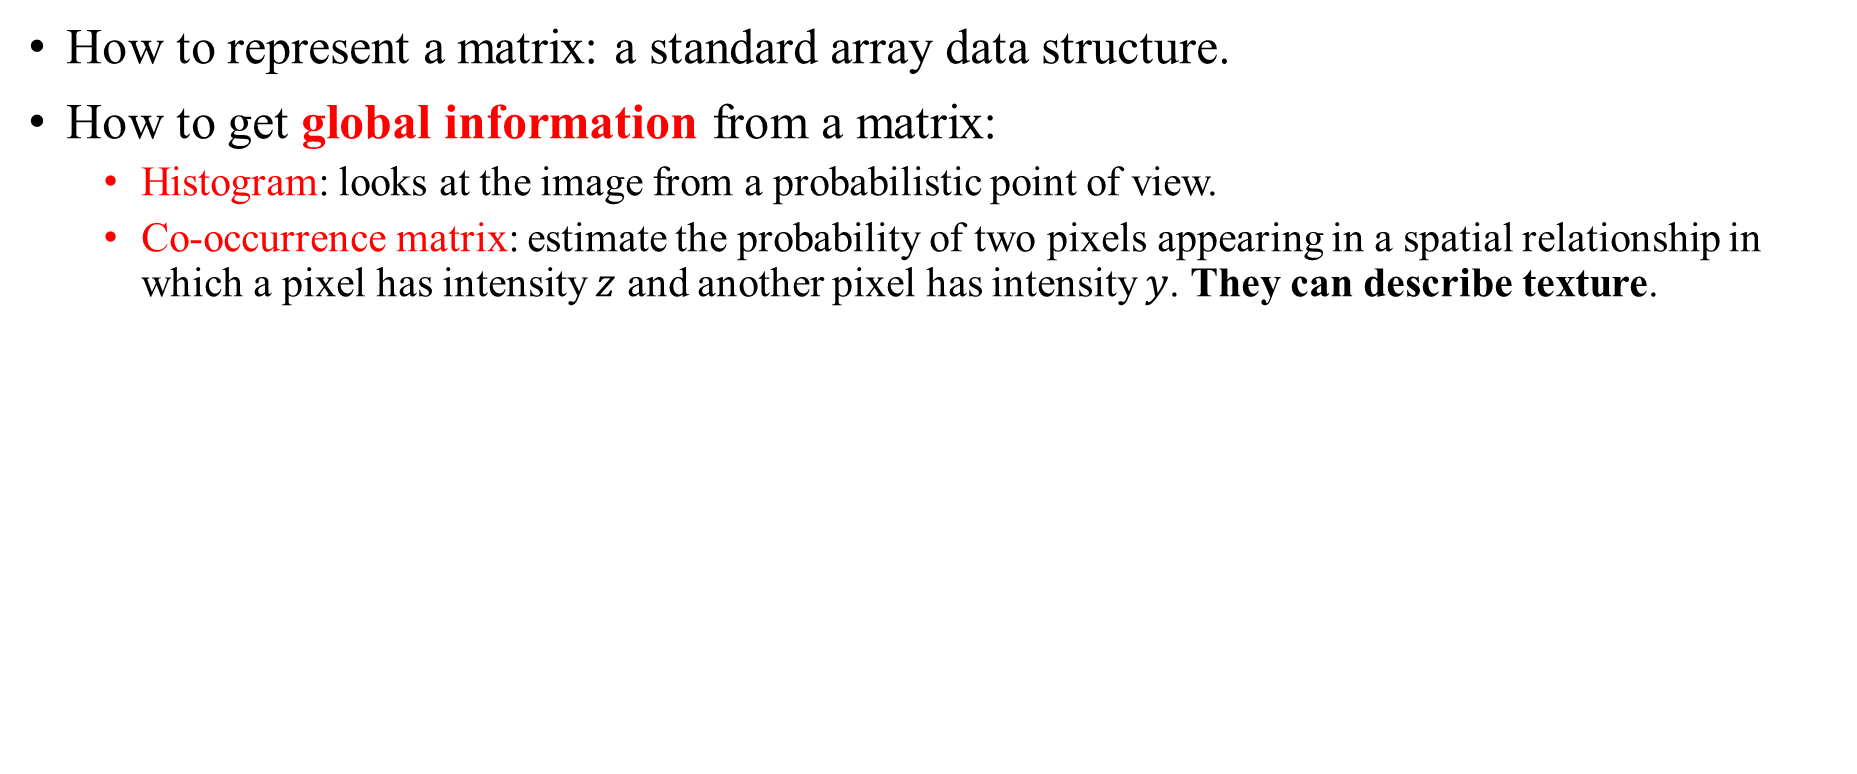 • How to represent a matrix: a standard array data structure.
• How to get global information from a matrix:
• Histogram: looks at the image from a probabilistic point of view.
• Co-occurrence matrix: estimate the probability of two pixels appearing in a spatial relationship in
which a pixel has intensity z and another pixel has intensity y. They can describe texture.